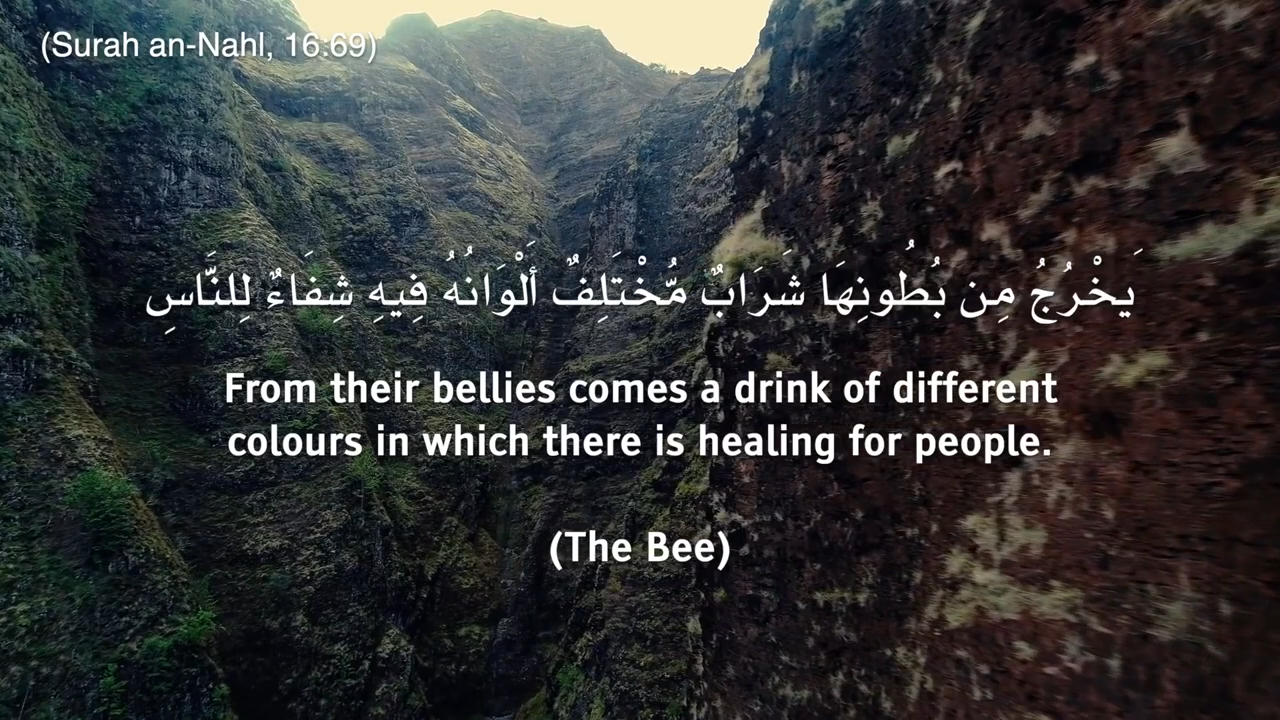 (Surah an-Nahl, 16:69)
يَخْرُجُ مِن بُطُونِهَا شَرَابٌ مُّخْتَلِفٌ أَلْوَانُهُ فِيهِ شِفَاءٌ لِلنَّاسِ
From their bellies comes a drink of different
colours in which there is healing for people.
(The Bee)